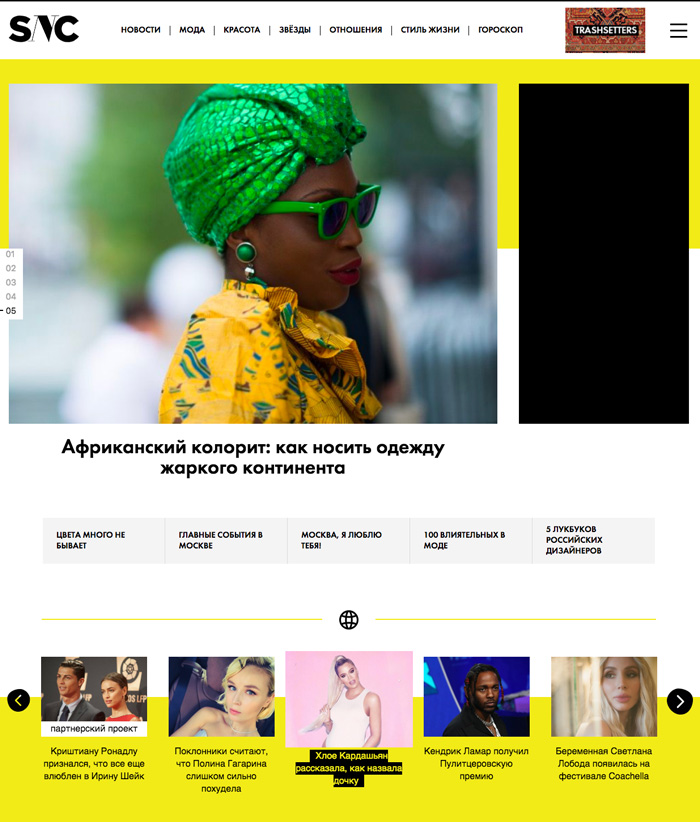 SNC
НОВОСТИ | МОДА | КРАСОТА | ЗВЁЗДЫ | ОТНОШЕНИЯ | СТИЛЬ ЖИЗНИ | ГОРОСКОП
TRASHSETTERS
01
02
03
04
05
Африканский колорит: как носить одежду
жаркого континента
ЦВЕТА МНОГО НЕ
БЫВАЕТ
ГЛАВНЫЕ СОБЫТИЯ В
МОСКВЕ
МОСКВА, Я ЛЮБЛЮ
ТЕБЯ!
100 ВЛИЯТЕЛЬНЫХ В
МОДЕ
5 ЛУКБУКОВ
РОССИЙСКИХ
ДИЗАЙНЕРОВ
партнерский проект
Криштиану Роналду
признался, что все еще
влюблен в Ирину Шейк
Поклонники считают,
что Полина Гагарина
слишком сильно
похудела
Хлое Кардашьян
рассказала, как назвала
дочку
Кендрик Ламар получил
Пулитцеровскую
премию
Беременная Светлана
Лобода появилась на
фестивале Coachella